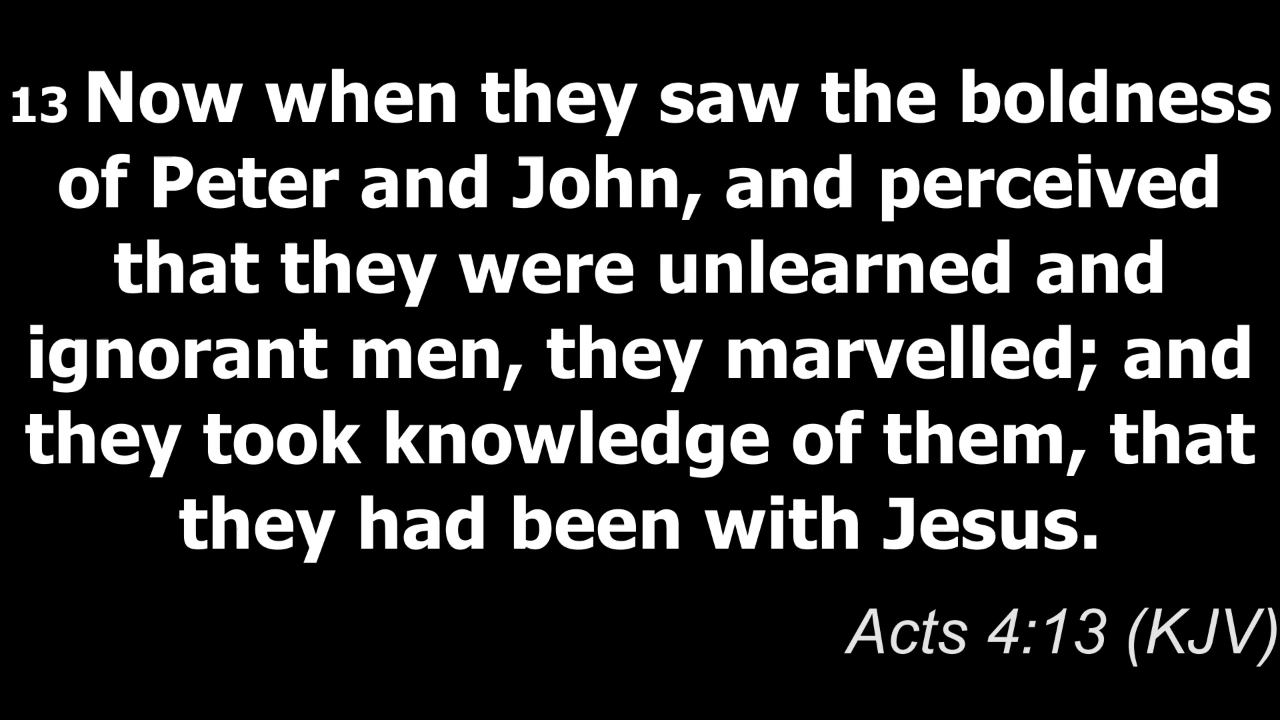 13 Now when they saw the boldness
of Peter and John, and perceived
that they were unlearned and
ignorant men, they marvelled; and
they took knowledge of them, that
they had been with Jesus.
Acts 4:13 (KJV)